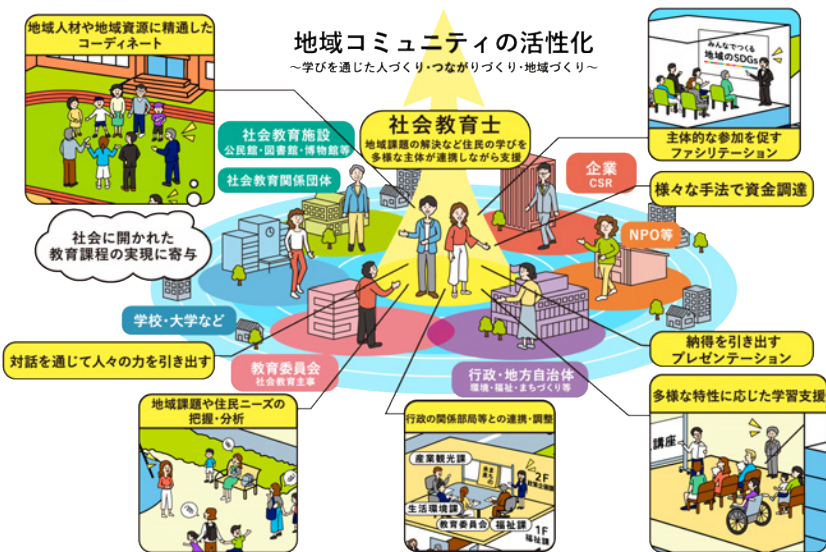 地域コミュニティの活性化
～学びを通じた人づくり・つながりづくり・地域づくり～
地域人材や地域資源に精通した
コーディネート
みんなでつくる
地域のSDGs
主体的な参加を促す
ファシリテーション
社会教育士
地域課題の解決など住民の学びを
多様な主体が連携しながら支援
社会教育施設
公民館・図書館・博物館等
社会教育関係団体
企業
CSR
様々な手法で資金調達
NPO等
社会に開かれた
教育課程の実現に寄与
学校・大学など
対話を通じて人々の力を引き出す
教育委員会
社会教育主事
行政・地方自治体
環境・福祉・まちづくり等
納得を引き出す
プレゼンテーション
地域課題や住民ニーズの
把握・分析
行政の関係部局等との連携・調整
産業観光課
生活環境課
教育委員会
福祉課
2F
1F
福祉課
多様な特性に応じた学習支援
講座